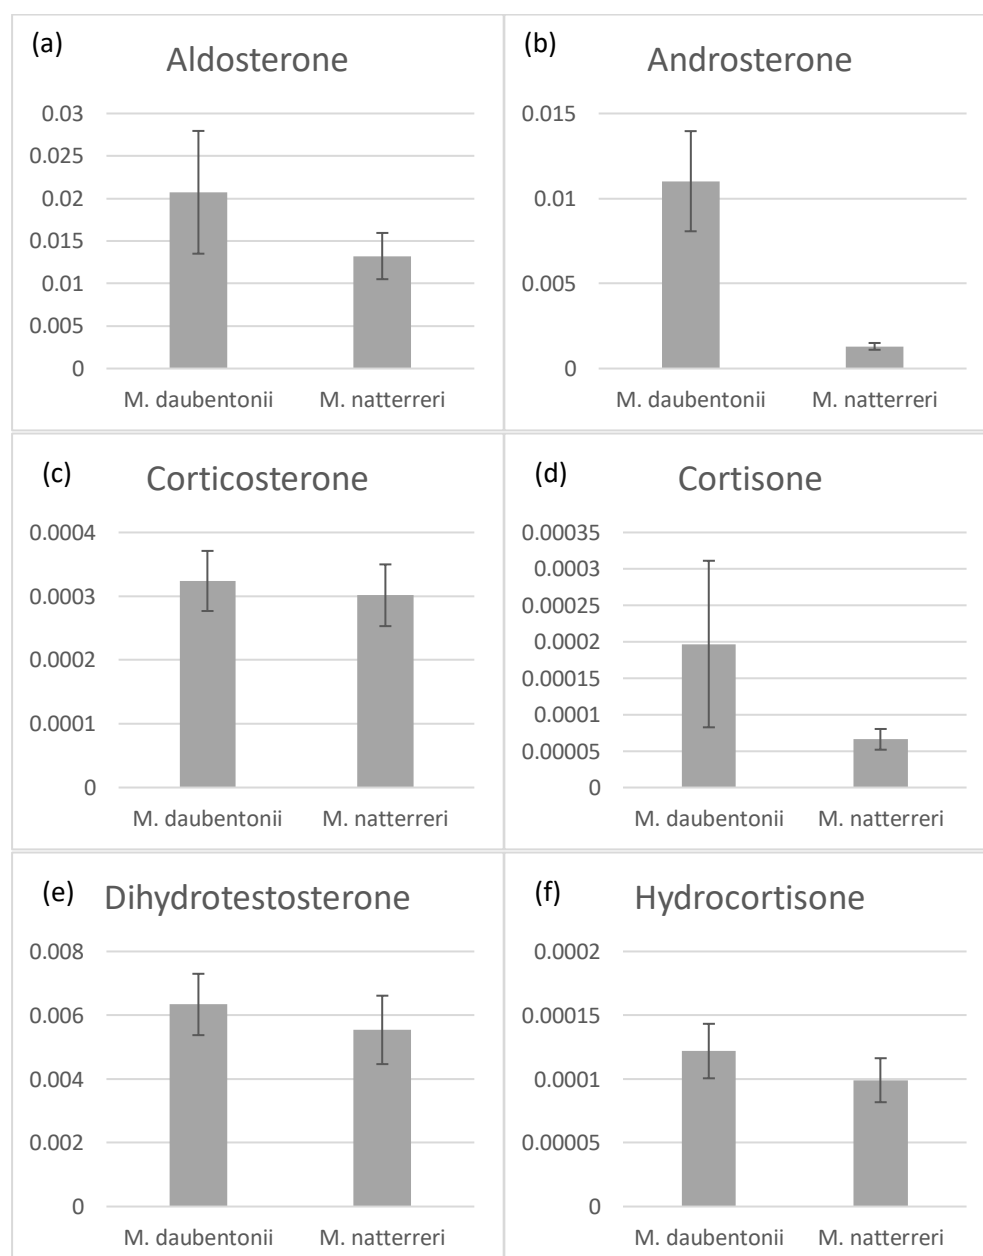 (a)
Aldosterone
0.03
0.025
0.02
0.015
0.01
0.005
0
M. daubentonii M. natterreri
(b)
Androsterone
0.015
0.01
0.005
0
M. daubentonii M. natterreri
(c)
Corticosterone
0.0004
0.0003
0.0002
0.0001
0
M. daubentonii M. natterreri
(d)
Cortisone
0.00035
0.0003
0.00025
0.0002
0.00015
0.0001
0.00005
0
M. daubentonii M. natterreri
(e) Dihydrotestosterone
0.008
0.006
0.004
0.002
0
M. daubentonii M. natterreri
(f) Hydrocortisone
0.0002
0.00015
0.0001
0.00005
0
M. daubentonii M. natterreri